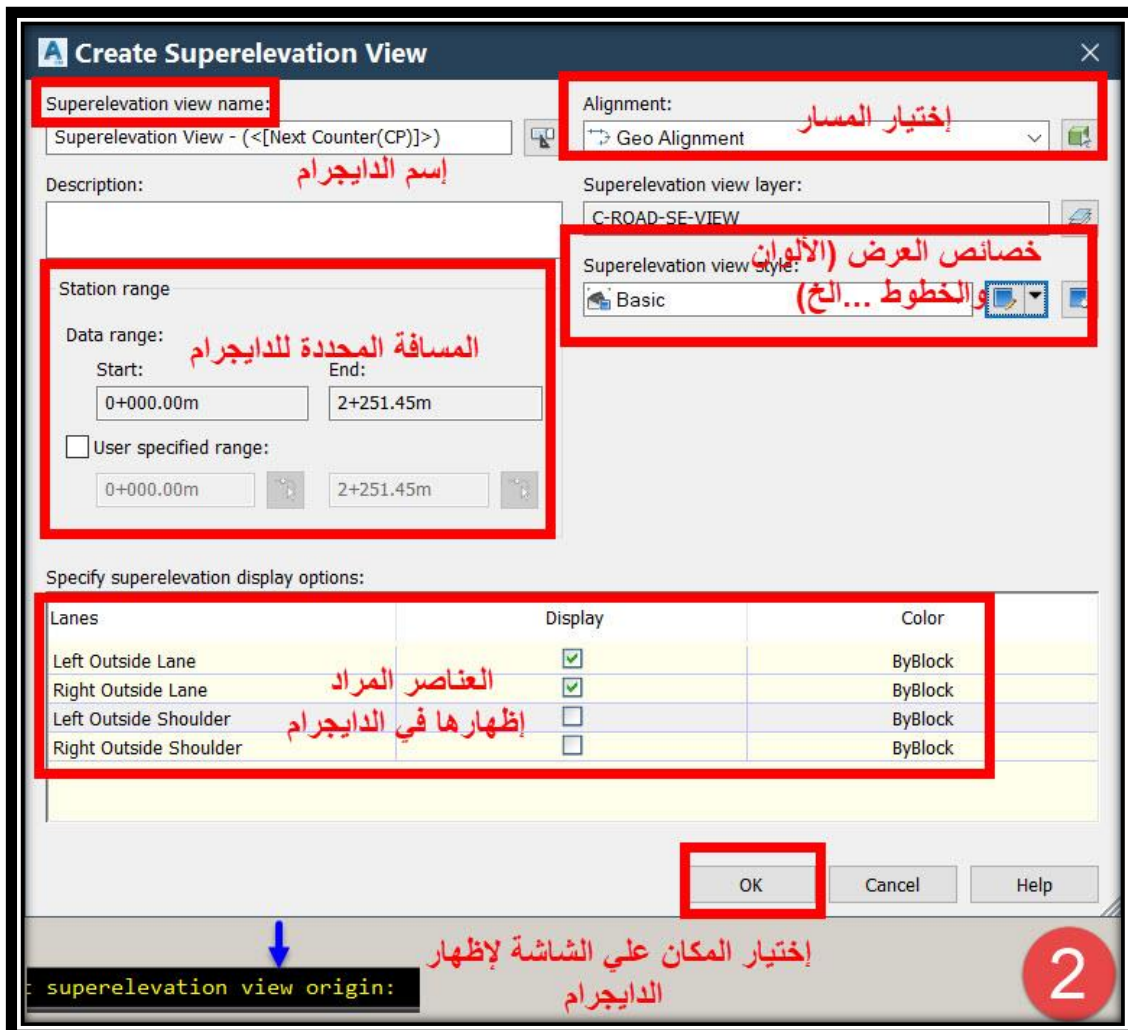 Create Superelevation View
Superelevation view name:
Superelevation View - (<[Next Counter(CP)]>)
إسم الدايجرام
Description:
Alignment:
Geo Alignment
إختيار المسار
Superelevation view layer:
C-ROAD-SE-VIEW
Superelevation view style:
Basic
خصائص العرض (الألوان
والخطوط ...الخ)
Station range
Data range:
المسافة المحددة للدايجرام
Start: End:
0+000.00m 2+251.45m
User specified range:
0+000.00m 2+251.45m
Specify superelevation display options:
Lanes Display Color
Left Outside Lane ByBlock
Right Outside Lane ByBlock
Left Outside Shoulder ByBlock
Right Outside Shoulder ByBlock
العناصر المراد
إظهارها في الدايجرام
OK Cancel Help
إختيار المكان علي الشاشة لإظهار
الدايجرام
superelevation view origin:
2